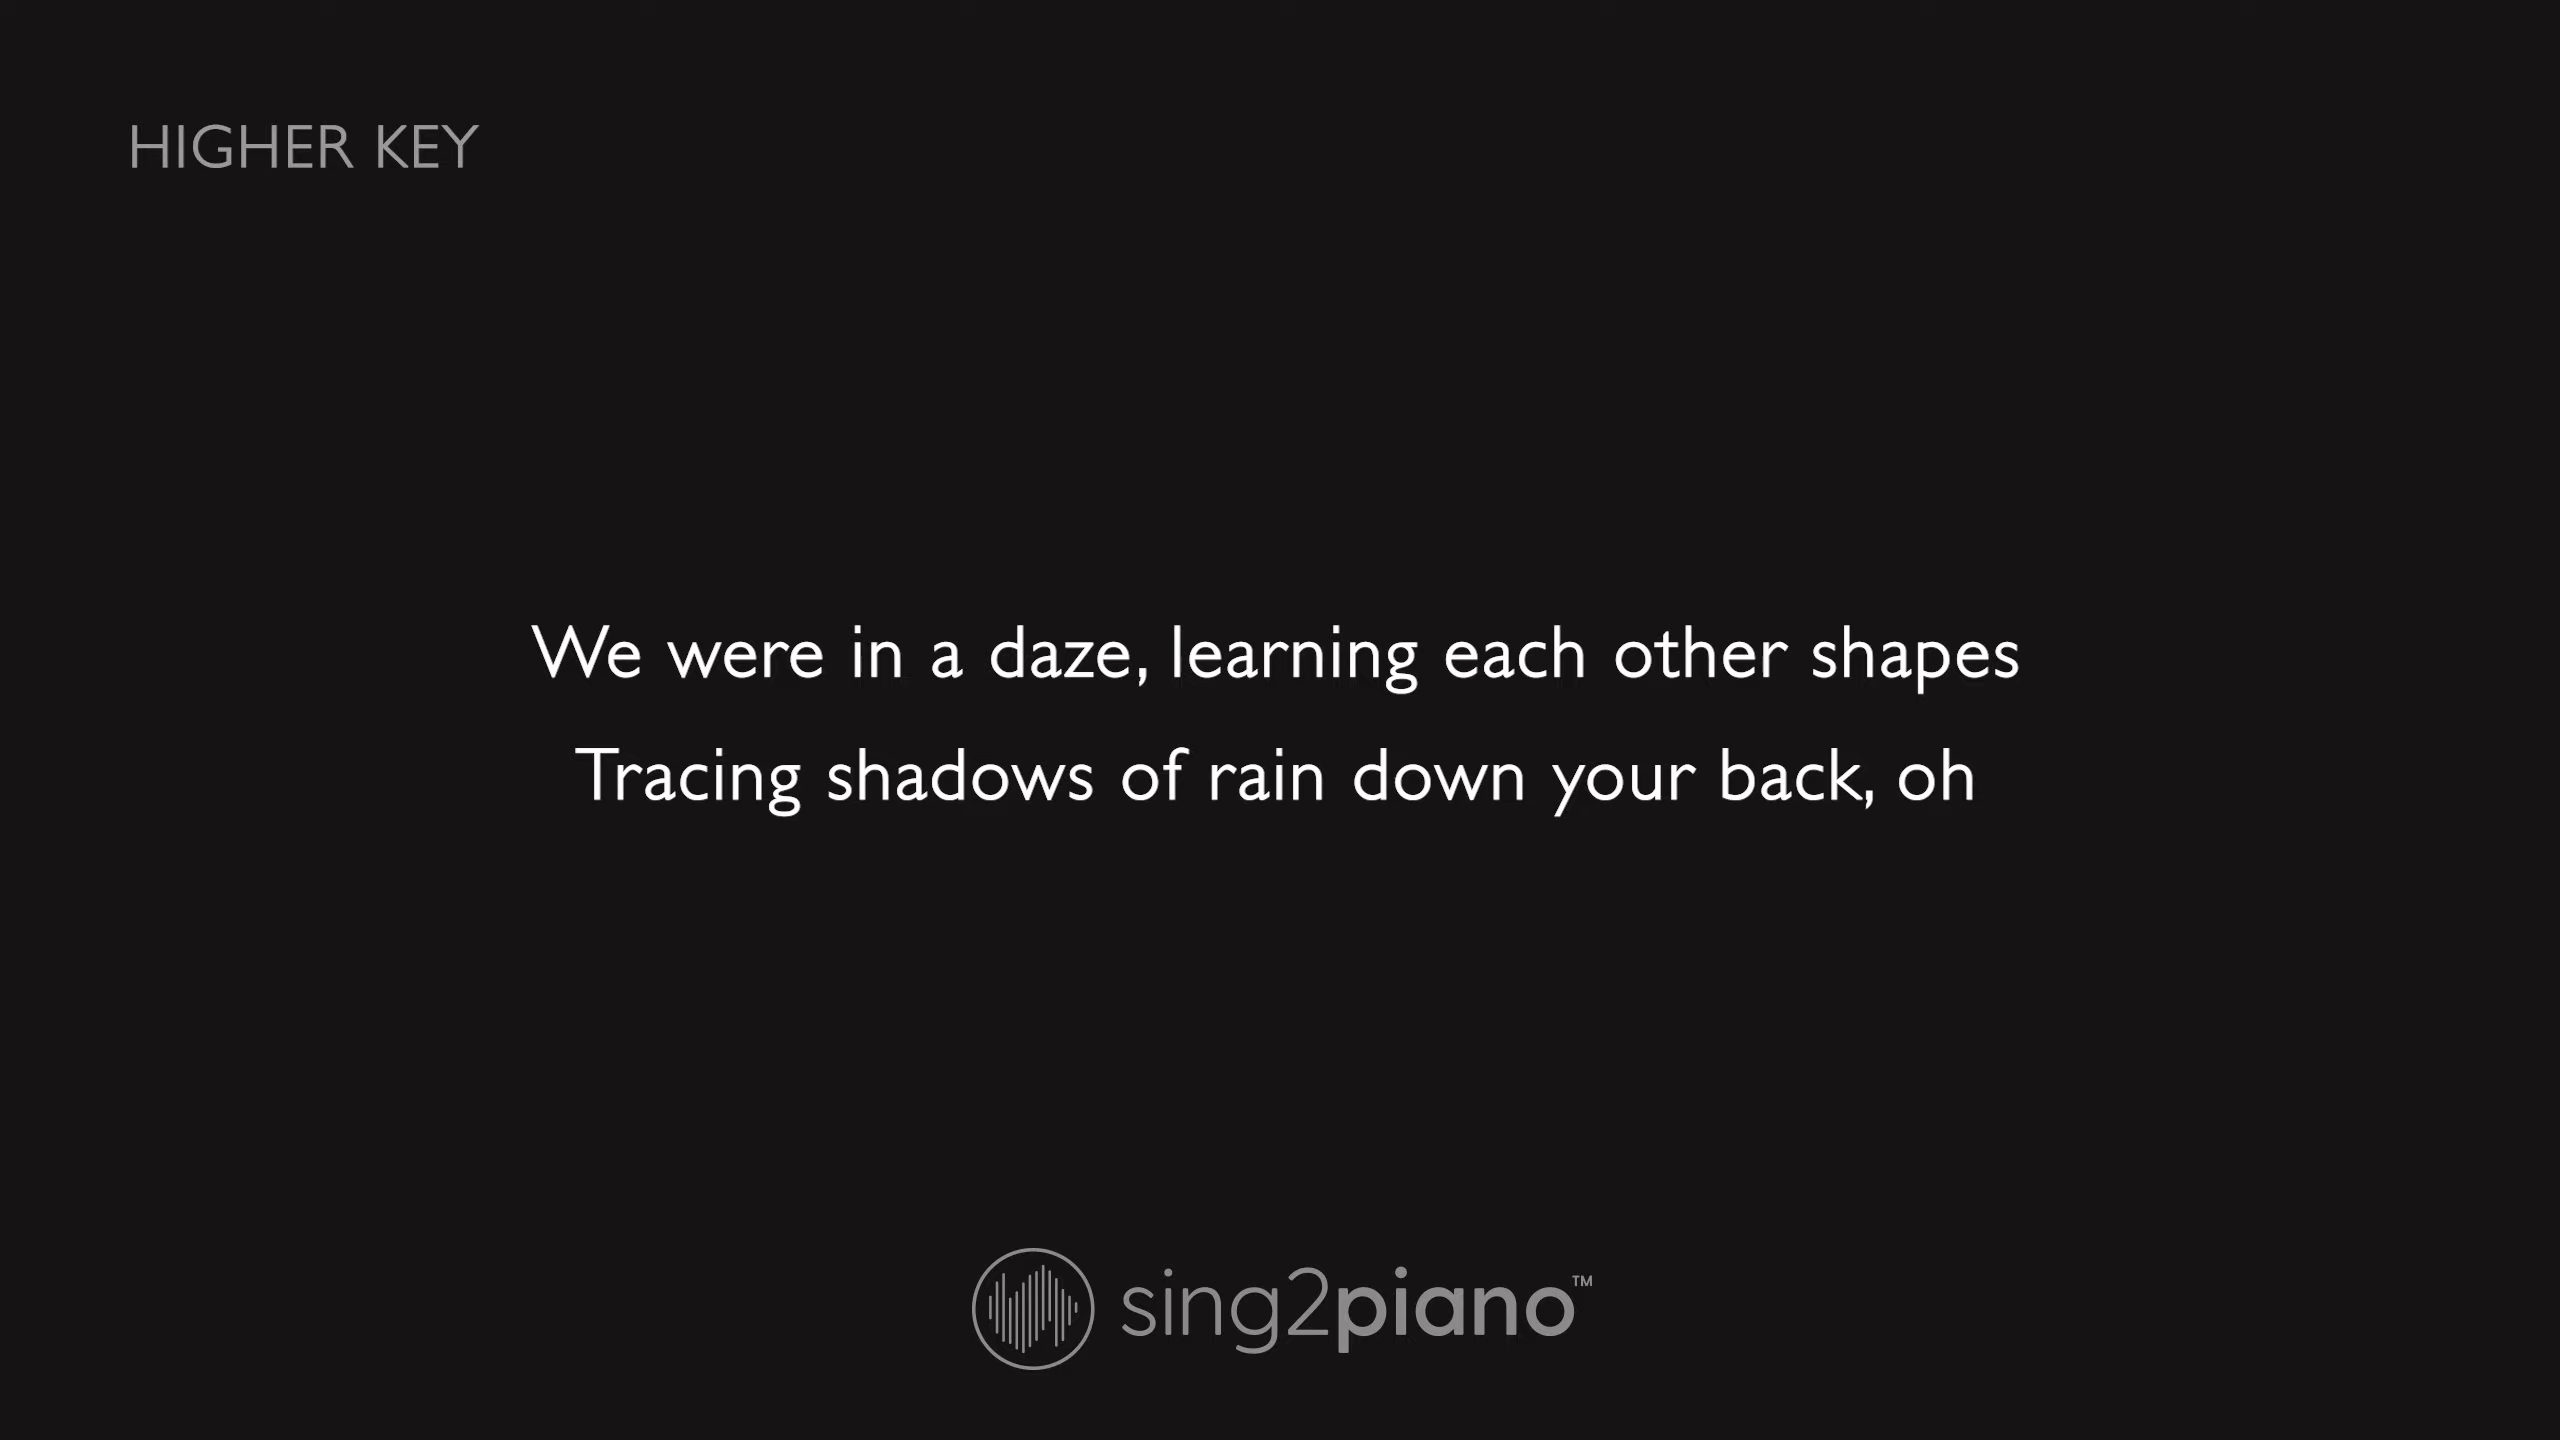 HIGHER KEY
We were in a daze, learning each other shapes
Tracing shadows of rain down your back, oh
sing2piano™